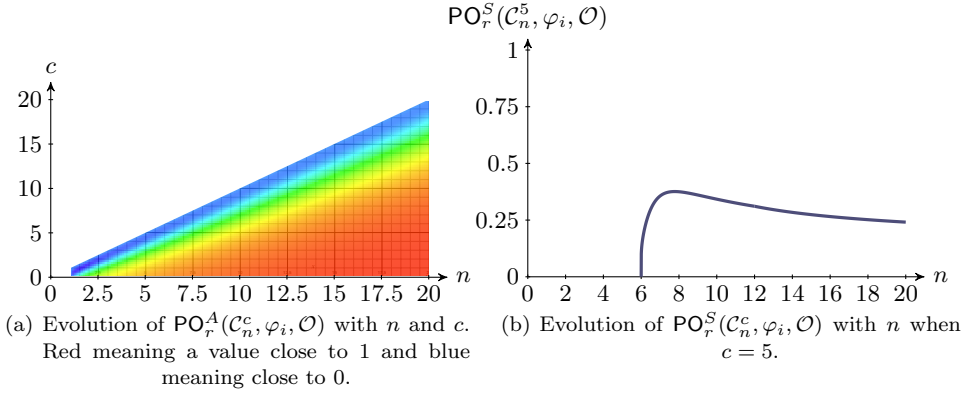 PO_r^S(C_n^5, φ_i, O)
c
20
15
10
5
0
0 2.5 5 7.5 10 12.5 15 17.5 20 n
1
0.75
0.5
0.25
0
0 2 4 6 8 10 12 14 16 18 20 n
(a) Evolution of PO_r^A(C_n^c, φ_i, O) with n and c.
Red meaning a value close to 1 and blue
meaning close to 0.
(b) Evolution of PO_r^S(C_n^c, φ_i, O) with n when
c = 5.